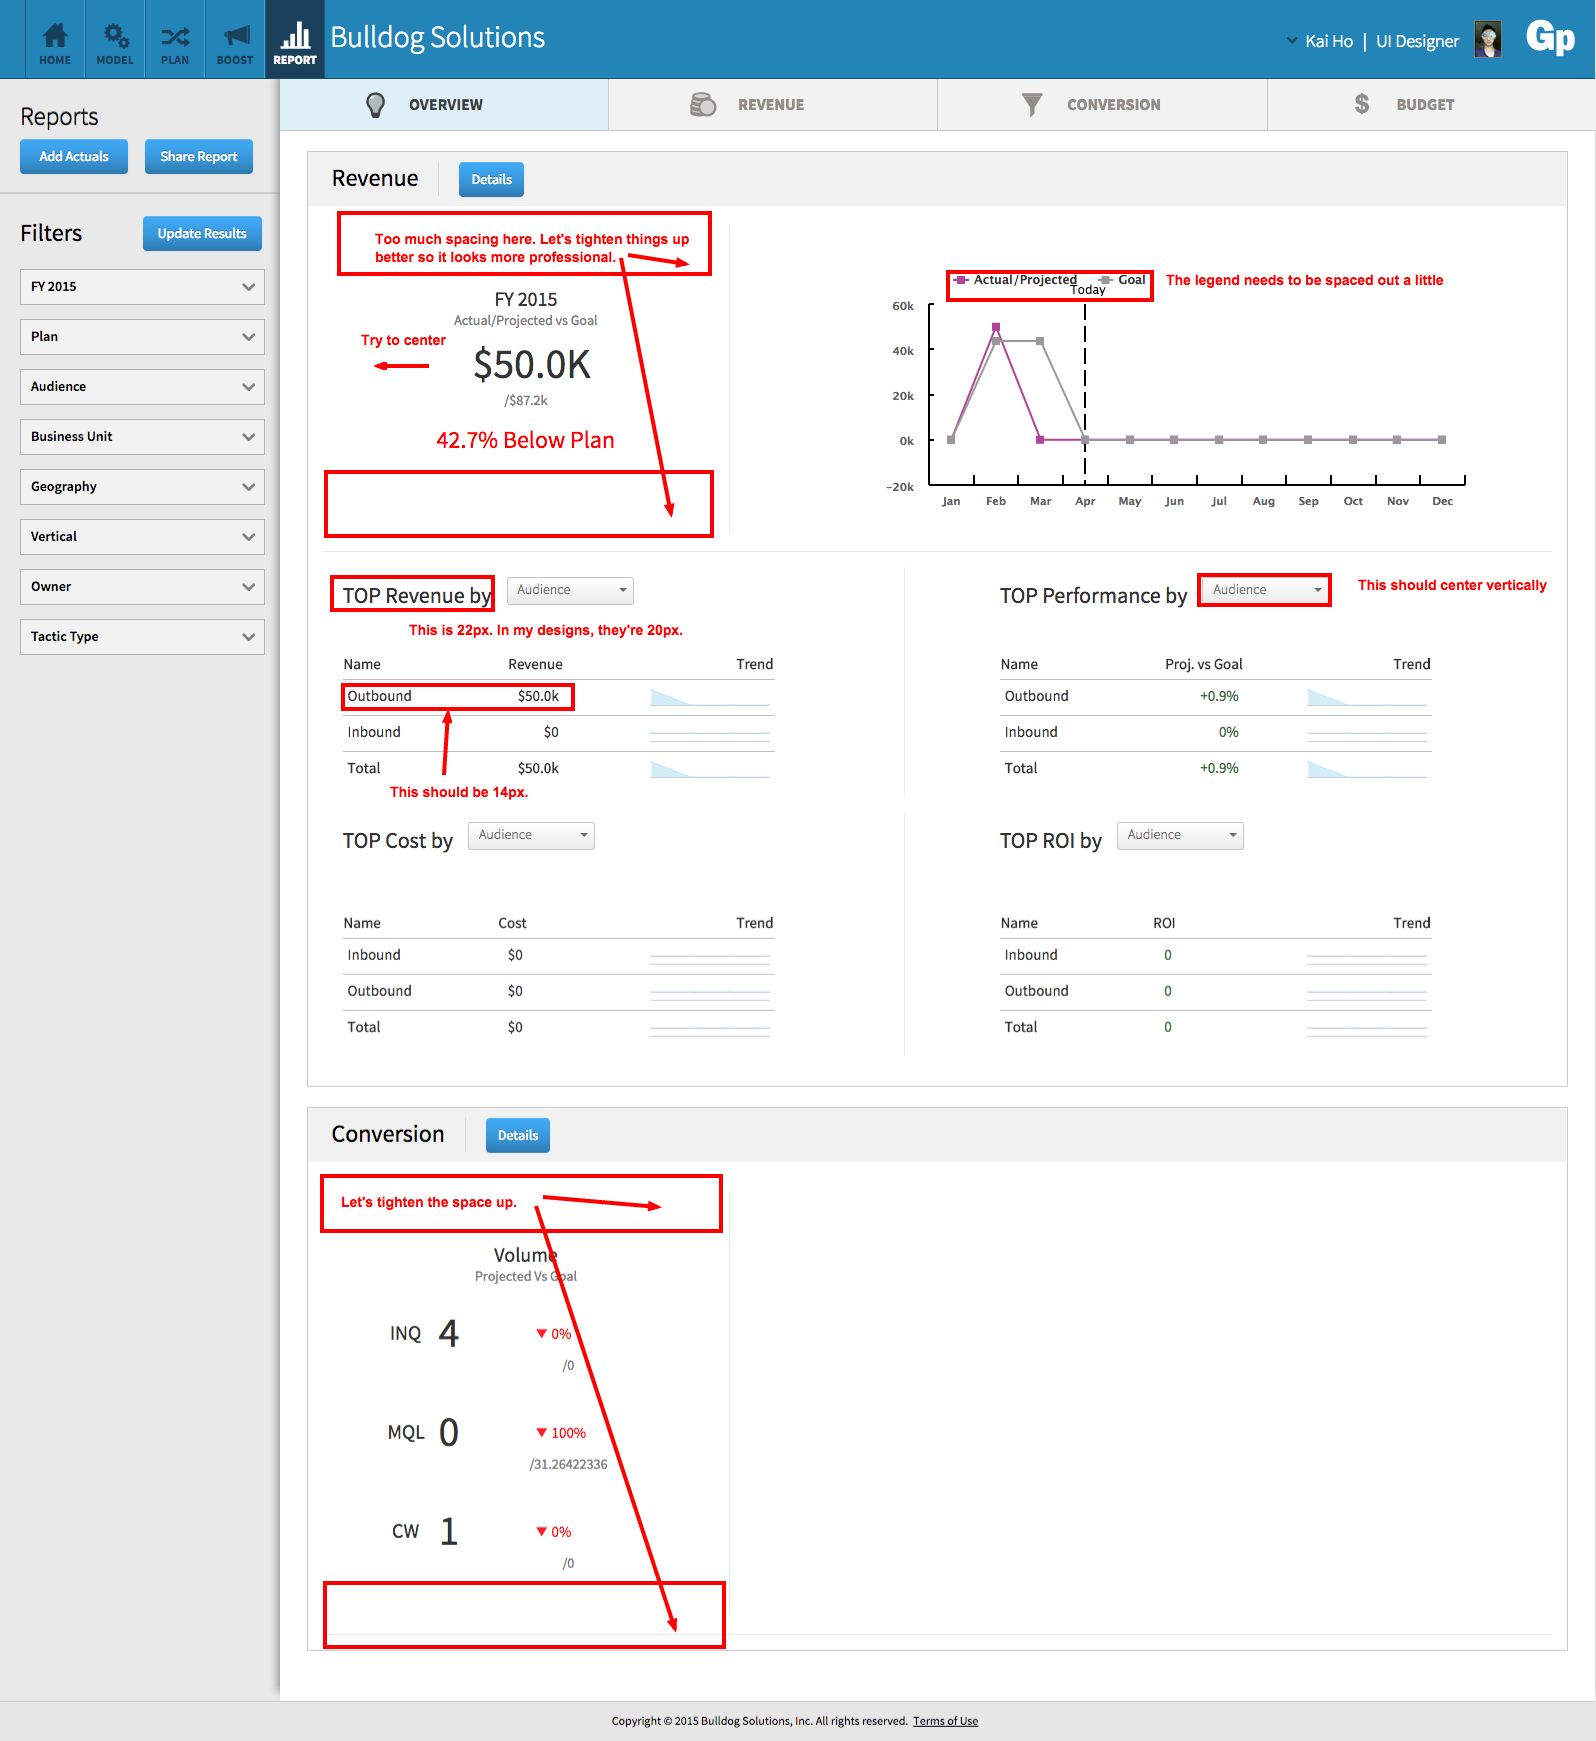 HOME
MODEL
PLAN
BOOST
REPORT
Bulldog Solutions
Kai Ho | UI Designer
Gp
Reports
Add Actuals
Share Report
Filters
Update Results
FY 2015
Plan
Audience
Business Unit
Geography
Vertical
Owner
Tactic Type
OVERVIEW
REVENUE
CONVERSION
$ BUDGET
Revenue
Details
Too much spacing here. Let's tighten things up
better so it looks more professional.
FY 2015
Actual/Projected vs Goal
Try to center
$50.0K
/$87.2k
42.7% Below Plan
Actual/Projected
Goal
Today
The legend needs to be spaced out a little
60k
40k
20k
0k
-20k
Jan Feb Mar Apr May Jun Jul Aug Sep Oct Nov Dec
TOP Revenue by
Audience
This is 22px. In my designs, they're 20px.
Name Revenue Trend
Outbound $50.0k
Inbound $0
Total $50.0k
This should be 14px.
TOP Performance by
Audience
This should center vertically
Name Proj. vs Goal Trend
Outbound +0.9%
Inbound 0%
Total +0.9%
TOP Cost by
Audience
Name Cost Trend
Inbound $0
Outbound $0
Total $0
TOP ROI by
Audience
Name ROI Trend
Inbound 0
Outbound 0
Total 0
Conversion
Details
Let's tighten the space up.
Volume
Projected Vs Goal
INQ 4 ▼ 0%
/0
MQL 0 ▼ 100%
/31.26422336
CW 1 ▼ 0%
/0
Copyright © 2015 Bulldog Solutions, Inc. All rights reserved. Terms of Use